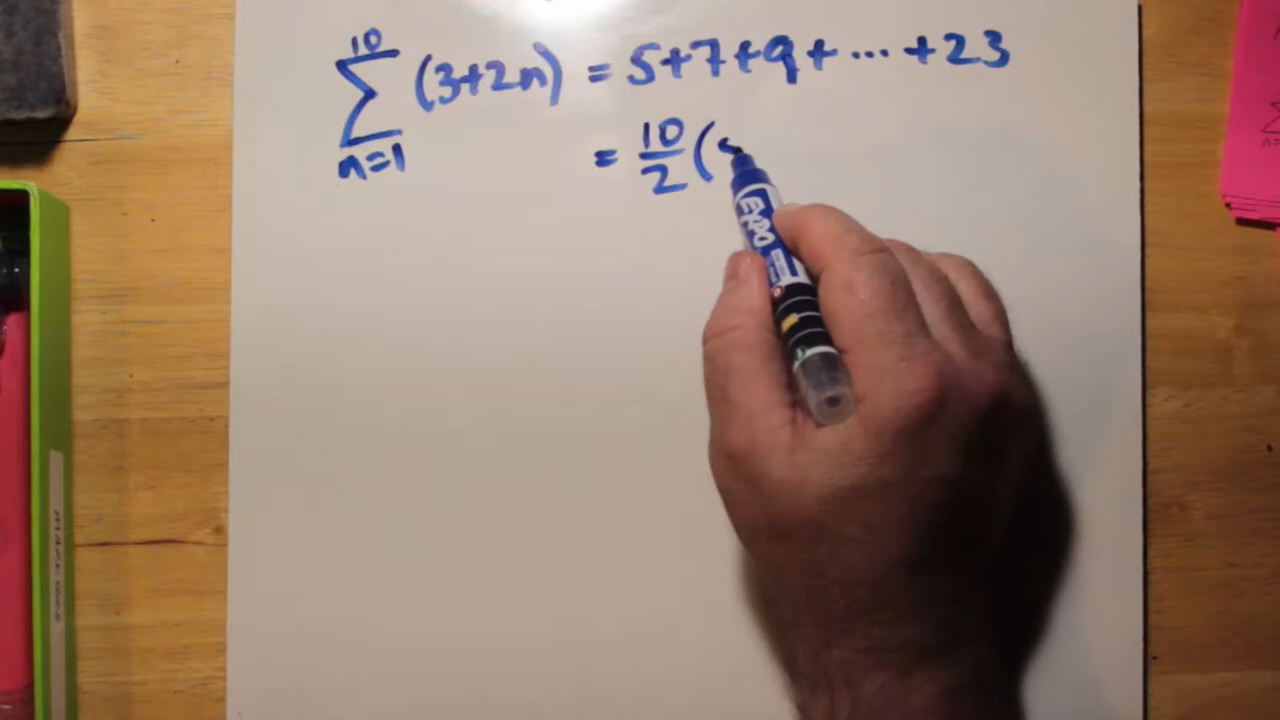 10
∑ (3+2n) = 5+7+9+ ... +23
n=1
= 10/2 (
EXPO